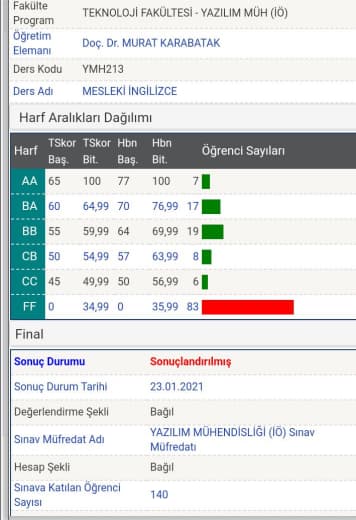 Fakülte
Program
TEKNOLOJİ FAKÜLTESİ - YAZILIM MÜH (İÖ)
Öğretim
Elemanı
Doç. Dr. MURAT KARABATAK
Ders Kodu YMH213
Ders Adı MESLEKİ İNGİLİZCE
Harf Aralıkları Dağılımı
Harf TSkor Baş. TSkor Bit. Hbn Baş. Hbn Bit. Öğrenci Sayıları
AA 65 100 77 100 7
BA 60 64,99 70 76,99 17
BB 55 59,99 64 69,99 19
CB 50 54,99 57 63,99 8
CC 45 49,99 50 56,99 6
FF 0 34,99 0 35,99 83
Final
Sonuç Durumu Sonuçlandırılmış
Sonuç Durum Tarihi 23.01.2021
Değerlendirme Şekli Bağıl
Sınav Müfredat Adı YAZILIM MÜHENDİSLİĞİ (İÖ) Sınav
Müfredatı
Hesap Şekli Bağıl
Sınava Katılan Öğrenci
Sayısı
140